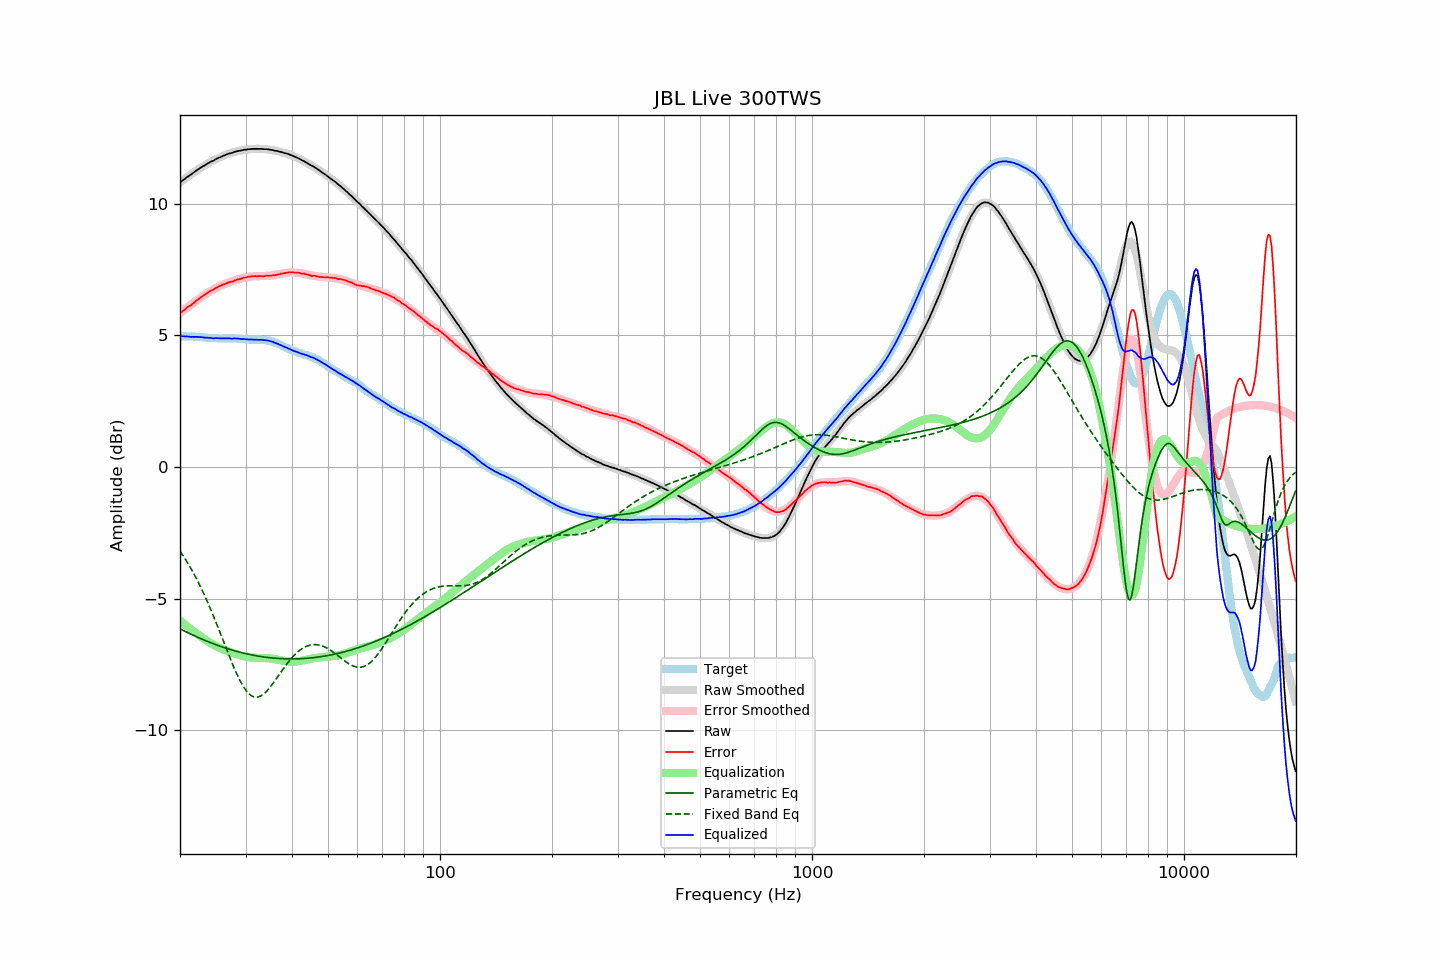 JBL Live 300TWS
Amplitude (dBr)
10
5
0
−5
−10
Target
Raw Smoothed
Error Smoothed
Raw
Error
Equalization
Parametric Eq
Fixed Band Eq
Equalized
100
1000
10000
Frequency (Hz)